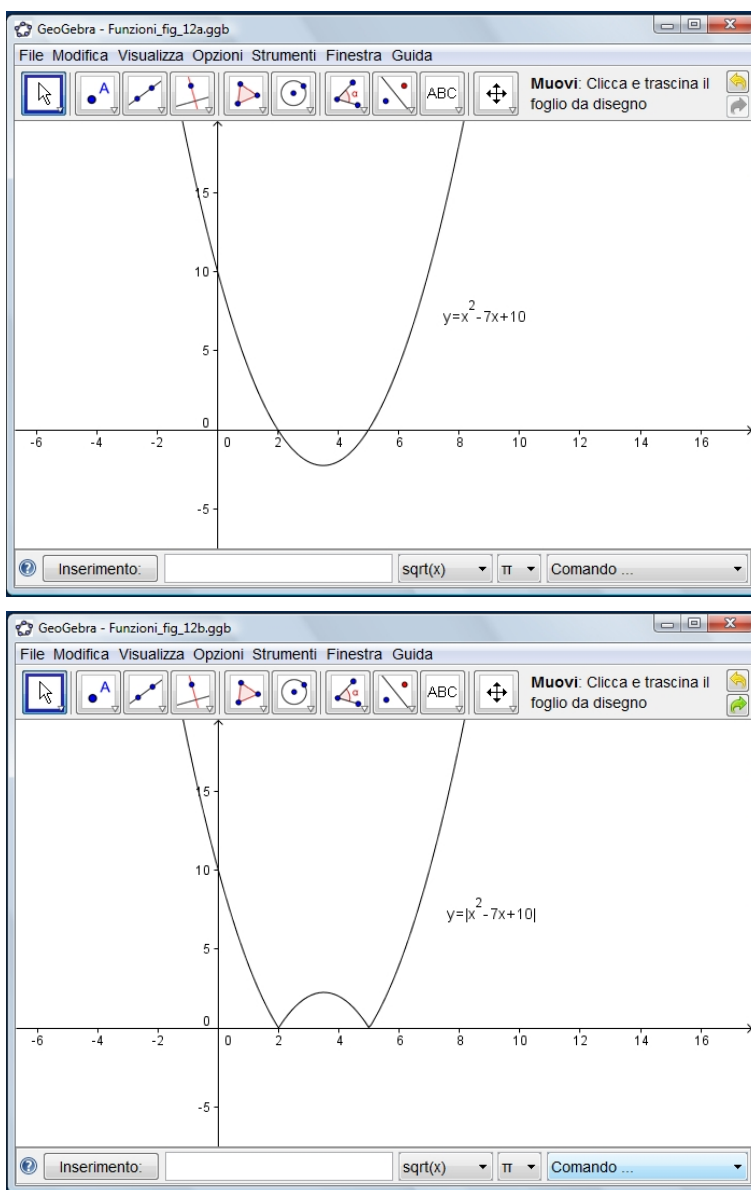 GeoGebra - Funzioni_fig_12a.ggb
File Modifica Visualizza Opzioni Strumenti Finestra Guida
A
α
ABC
Muovi: Clicca e trascina il
foglio da disegno
15
10
y=x²-7x+10
5
0
-6 -4 -2 0 2 4 6 8 10 12 14 16
-5
Inserimento: sqrt(x) π Comando ...
GeoGebra - Funzioni_fig_12b.ggb
File Modifica Visualizza Opzioni Strumenti Finestra Guida
A
α
ABC
Muovi: Clicca e trascina il
foglio da disegno
15
10
y=|x²-7x+10|
5
0
-6 -4 -2 0 2 4 6 8 10 12 14 16
-5
Inserimento: sqrt(x) π Comando ...